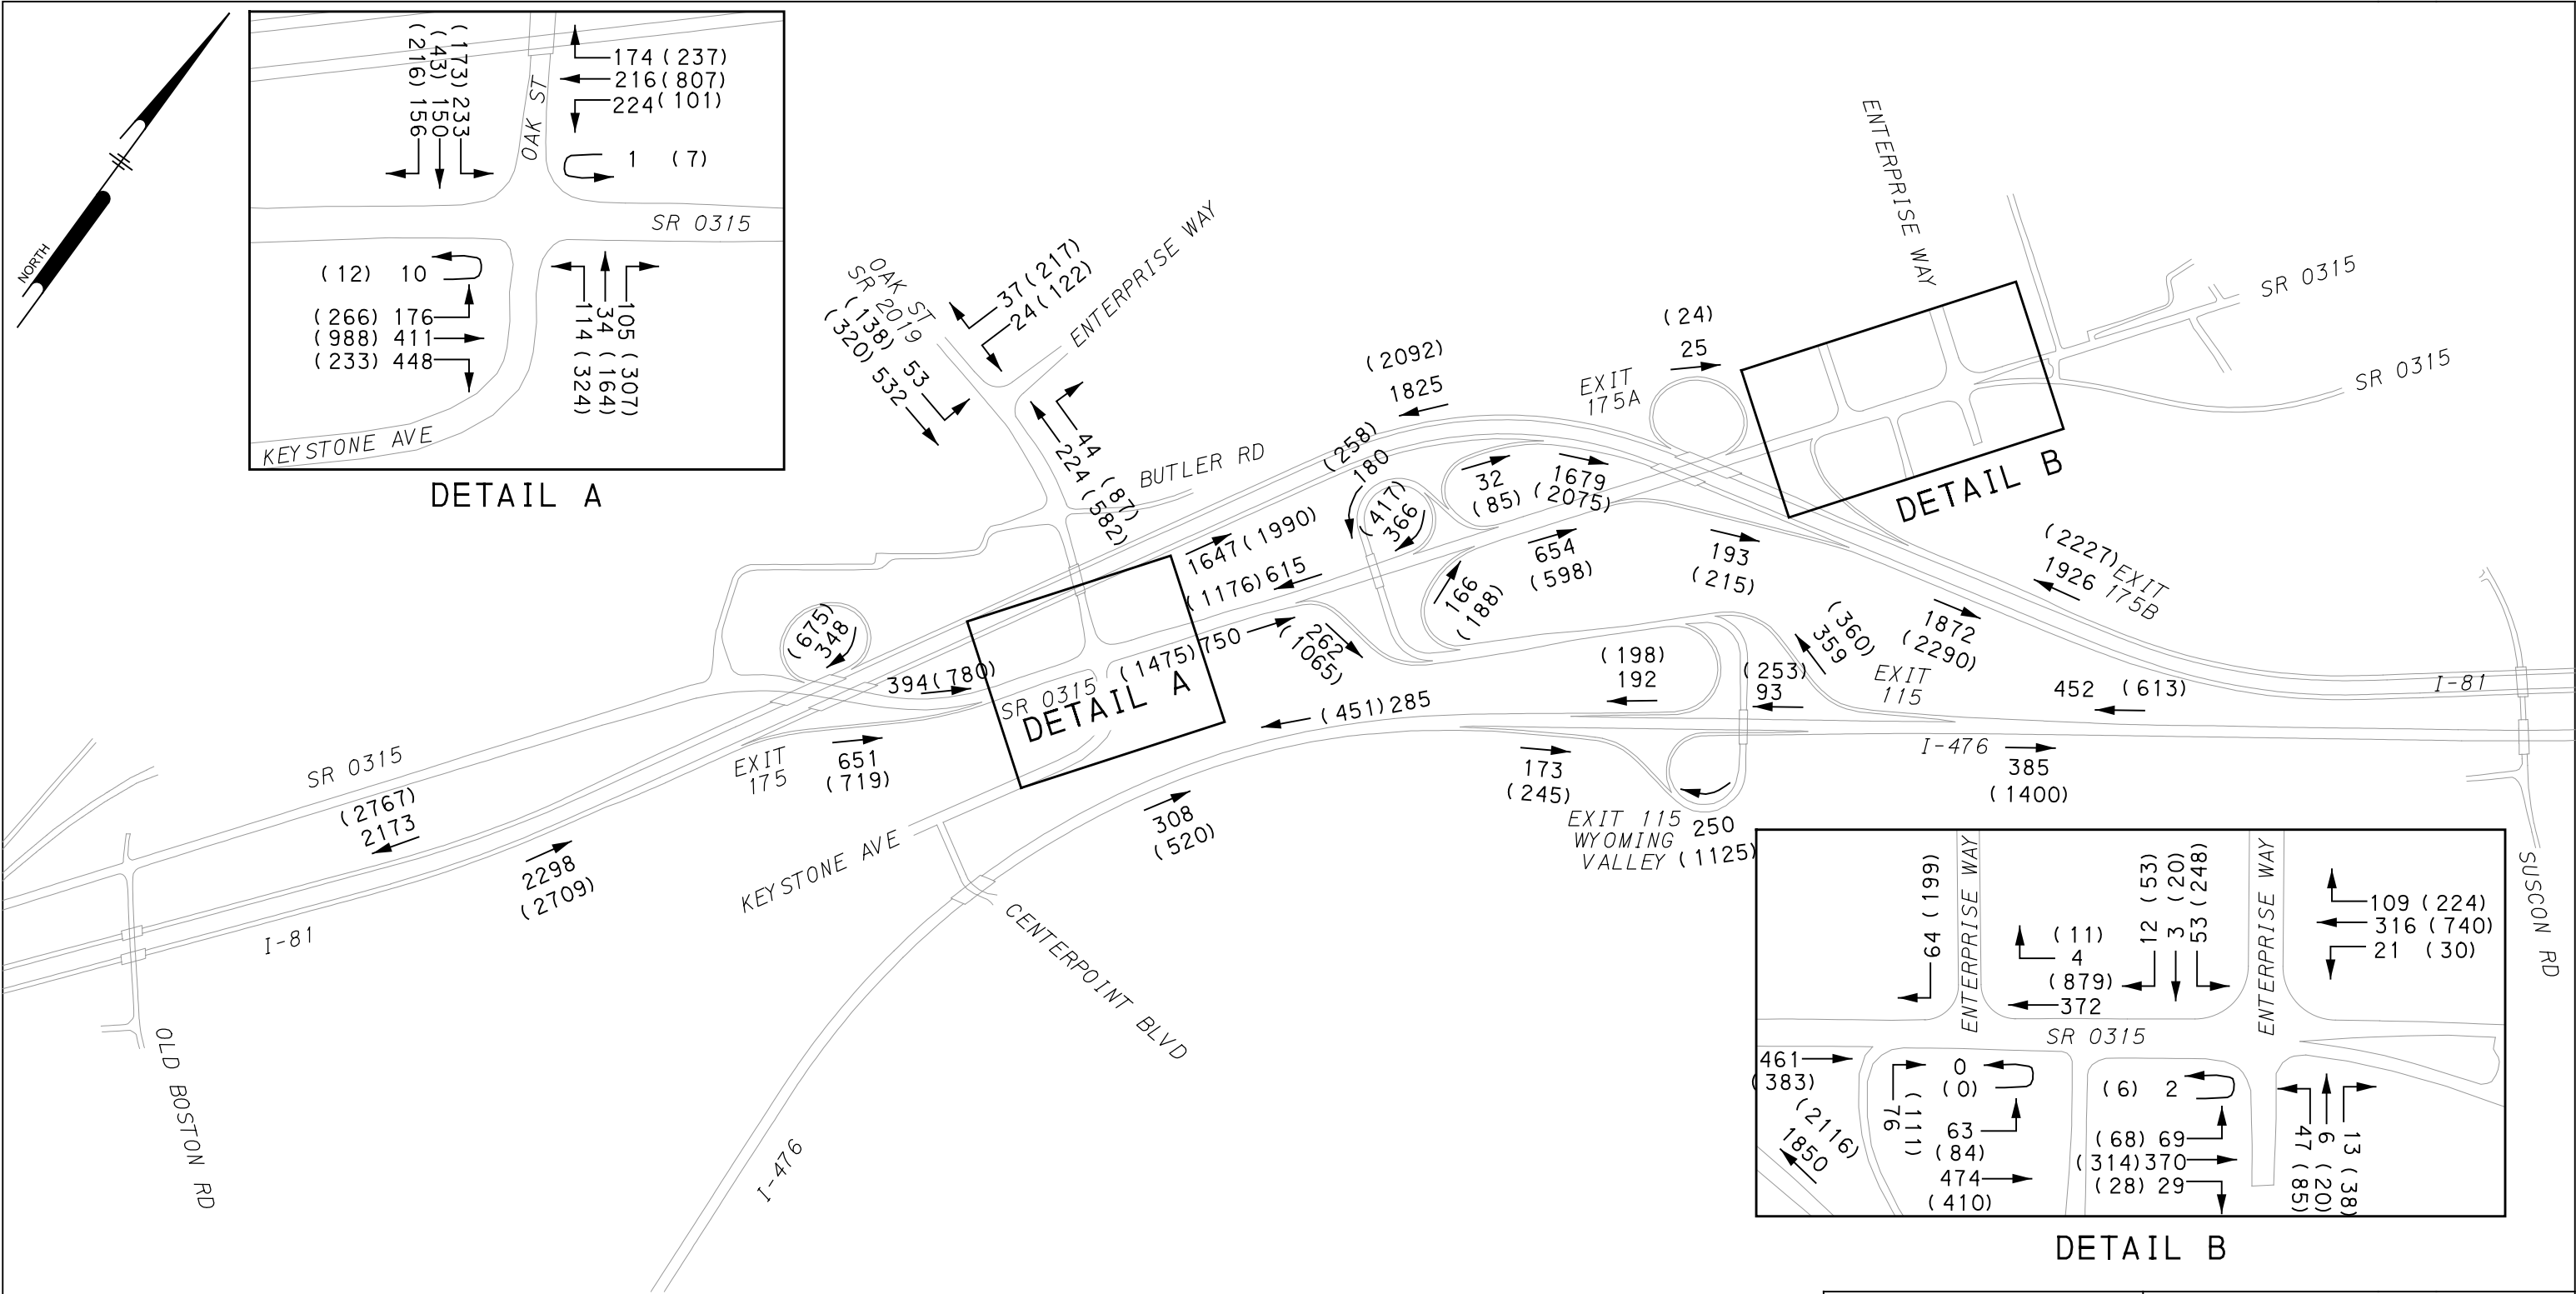 NORTH
(216) 156
(43) 150
(173) 233
OAK ST
174 (237)
216(807)
224(101)
1 (7)
SR 0315
(12) 10
(266) 176
(988) 411
(233) 448
114 (324)
34 (164)
105 (307)
KEYSTONE AVE
DETAIL A
OAK ST
SR 2019
(138) 53
(320) 532
37(217)
24(122)
ENTERPRISE WAY
44 (87)
224(582)
BUTLER RD
(2092)
1825
(258)
180
(417)
366
32
(85)
1679
(2075)
EXIT
175A
(24)
25
ENTERPRISE WAY
SR 0315
SR 0315
DETAIL B
1647(1990)
(1176)615
654
(598)
193
(215)
166
(188)
(2227)
1926
EXIT
175B
1872
(2290)
(675)
348
394(780)
SR 0315
DETAIL A
(1475)750
262
(1065)
(360)
359
EXIT
115
(198)
192
(253)
93
452 (613)
I-81
(451)285
I-476
385
(1400)
173
(245)
EXIT 115
WYOMING
VALLEY
250
(1125)
SR 0315
EXIT
175
651
(719)
(2767)
2173
2298
(2709)
308
(520)
KEYSTONE AVE
I-81
CENTERPOINT BLVD
OLD BOSTON RD
I-476
SUSCON RD
64 (199)
ENTERPRISE WAY
(11)
4
(879)
372
12 (53)
3 (20)
53 (248)
ENTERPRISE WAY
109 (224)
316 (740)
21 (30)
SR 0315
461
(383)
(2116)
1850
76 (111)
0
(0)
63
(84)
474
(410)
(6) 2
(68) 69
(314)370
(28) 29
47 (85)
6 (20)
13 (38)
DETAIL B